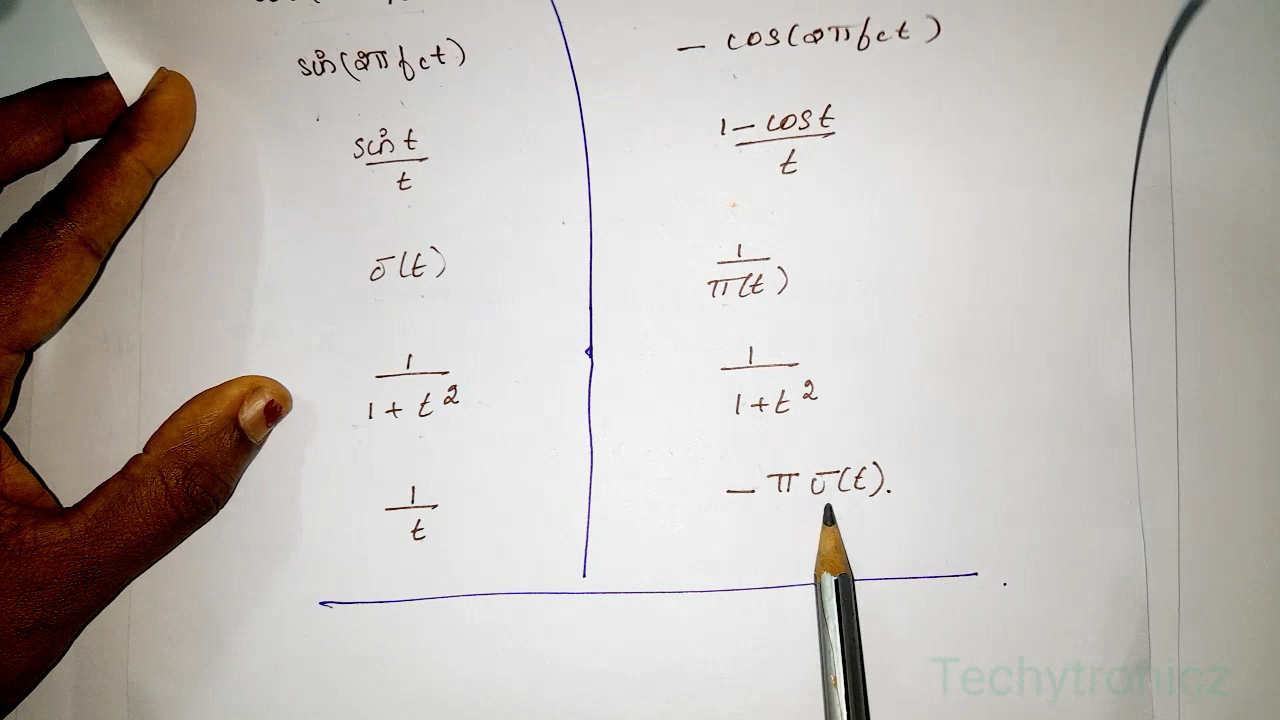 sin(2πfct) - cos(2πfct)
sin t / t 1 - cos t / t
δ(t) 1 / π(t)
1 / 1 + t² 1 / 1 + t²
1 / t - π δ(t).
Techytronicz